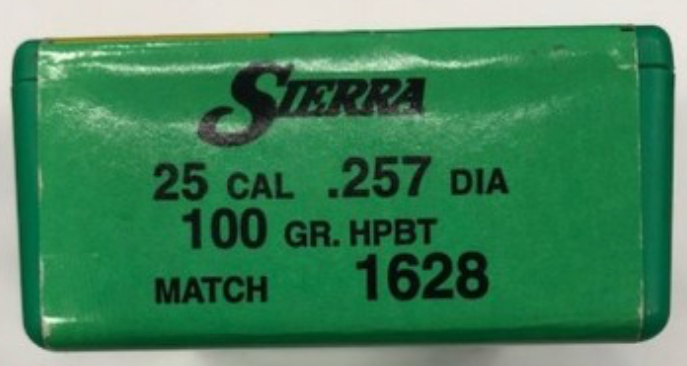 SIERRA
25 CAL .257 DIA
100 GR. HPBT
MATCH 1628